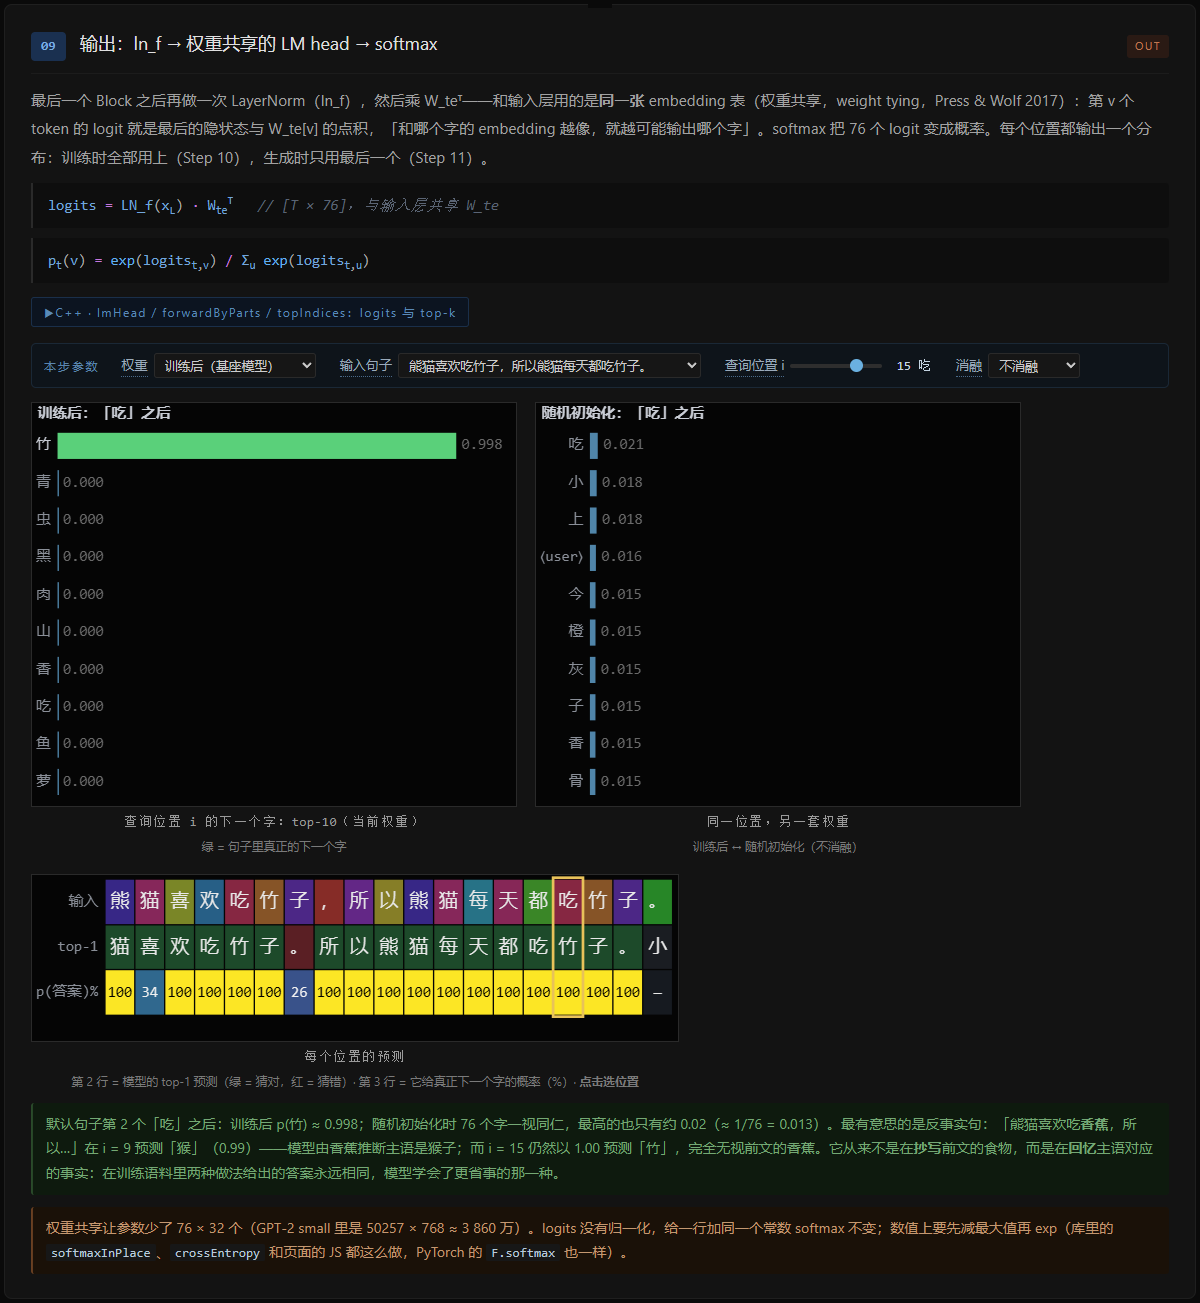 09 输出：ln_f → 权重共享的 LM head → softmax OUT
最后一个 Block 之后再做一次 LayerNorm（ln_f），然后乘 W_teᵀ——和输入层用的是同一张 embedding 表（权重共享，weight tying，Press & Wolf 2017）：第 v 个
token 的 logit 就是最后的隐状态与 W_te[v] 的点积，「和哪个字的 embedding 越像，就越可能输出哪个字」。softmax 把 76 个 logit 变成概率。每个位置都输出一个分
布：训练时全部用上（Step 10），生成时只用最后一个（Step 11）。
logits = LN_f(x_L) · W_te^T // [T × 76]，与输入层共享 W_te
p_t(v) = exp(logits_t,v) / Σ_u exp(logits_t,u)
▶C++ · lmHead / forwardByParts / topIndices：logits 与 top-k
本步参数 权重 训练后（基座模型） 输入句子 熊猫喜欢吃竹子，所以熊猫每天都吃竹子。 查询位置 i 15 吃 消融 不消融
训练后：「吃」之后
竹 0.998
青 0.000
虫 0.000
黑 0.000
肉 0.000
山 0.000
香 0.000
吃 0.000
鱼 0.000
萝 0.000
查询位置 i 的下一个字：top-10（当前权重）
绿 = 句子里真正的下一个字
随机初始化：「吃」之后
吃 0.021
小 0.018
上 0.018
⟨user⟩ 0.016
今 0.015
橙 0.015
灰 0.015
子 0.015
香 0.015
骨 0.015
同一位置，另一套权重
训练后 ↔ 随机初始化（不消融）
输入 熊 猫 喜 欢 吃 竹 子 ， 所 以 熊 猫 每 天 都 吃 竹 子 。
top-1 猫 喜 欢 吃 竹 子 。 所 以 熊 猫 每 天 都 吃 竹 子 。 小
p(答案)% 100 34 100 100 100 100 26 100 100 100 100 100 100 100 100 100 100 100 —
每个位置的预测
第 2 行 = 模型的 top-1 预测（绿 = 猜对，红 = 猜错）· 第 3 行 = 它给真正下一个字的概率（%）· 点击选位置
默认句子第 2 个「吃」之后：训练后 p(竹) ≈ 0.998；随机初始化时 76 个字一视同仁，最高的也只有约 0.02（≈ 1/76 = 0.013）。最有意思的是反事实句：「熊猫喜欢吃香蕉，所
以…」在 i = 9 预测「猴」（0.99）——模型由香蕉推断主语是猴子；而 i = 15 仍然以 1.00 预测「竹」，完全无视前文的香蕉。它从来不是在抄写前文的食物，而是在回忆主语对应
的事实：在训练语料里两种做法给出的答案永远相同，模型学会了更省事的那一种。
权重共享让参数少了 76 × 32 个（GPT-2 small 里是 50257 × 768 ≈ 3 860 万）。logits 没有归一化，给一行加同一个常数 softmax 不变；数值上要先减最大值再 exp（库里的
softmaxInPlace 、 crossEntropy 和页面的 JS 都这么做，PyTorch 的 F.softmax 也一样）。